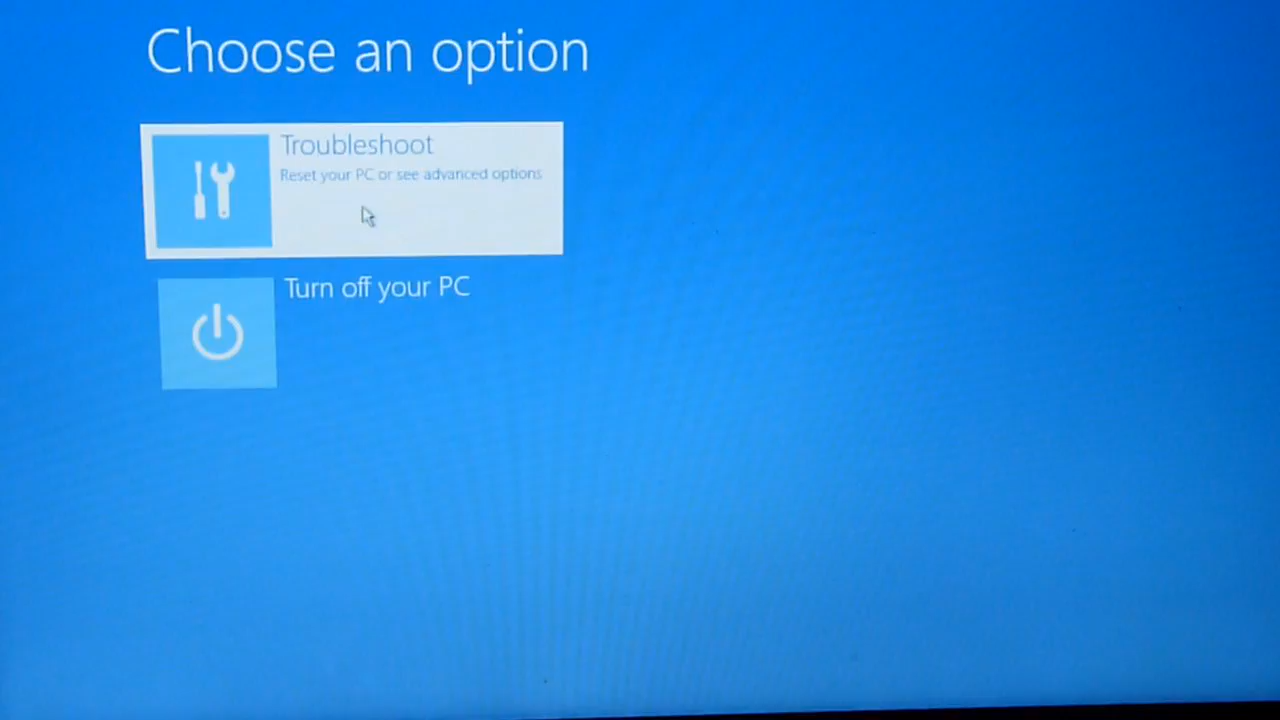 Choose an option
Troubleshoot
Reset your PC or see advanced options
Turn off your PC